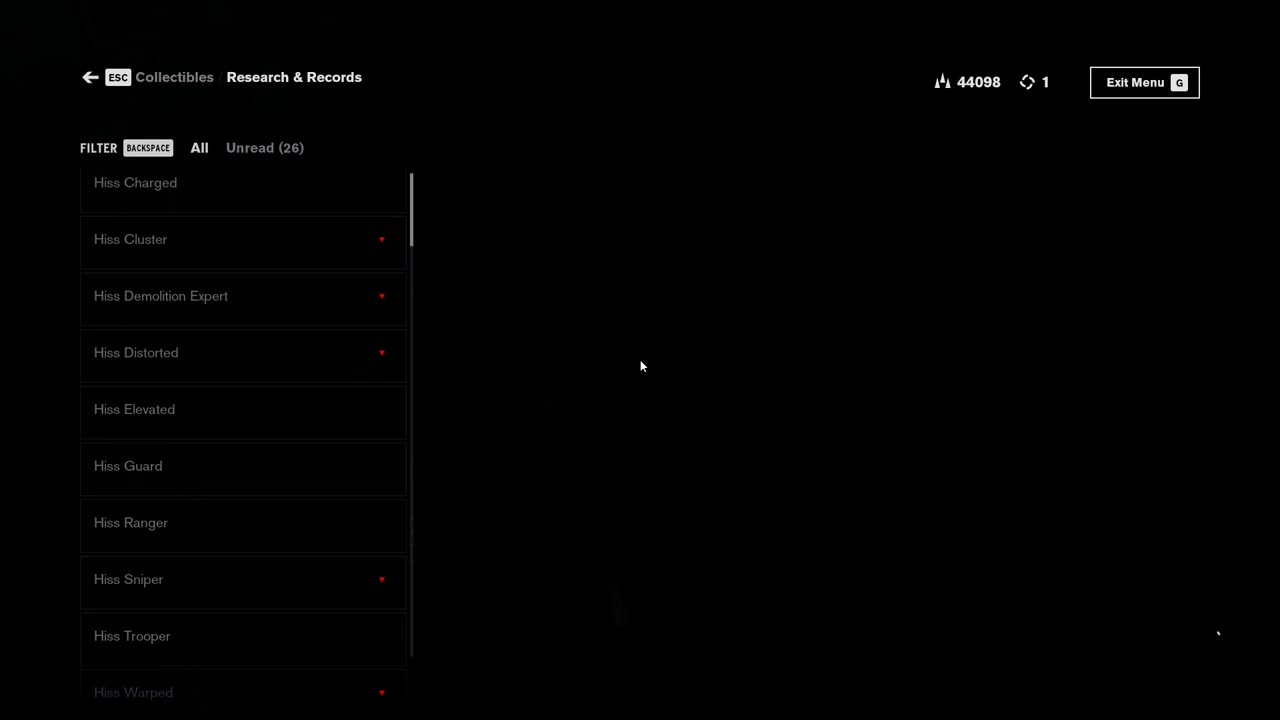 ESC Collectibles / Research & Records
44098 1 Exit Menu G
FILTER BACKSPACE All Unread (26)
Hiss Charged
Hiss Cluster
Hiss Demolition Expert
Hiss Distorted
Hiss Elevated
Hiss Guard
Hiss Ranger
Hiss Sniper
Hiss Trooper
Hiss Warped